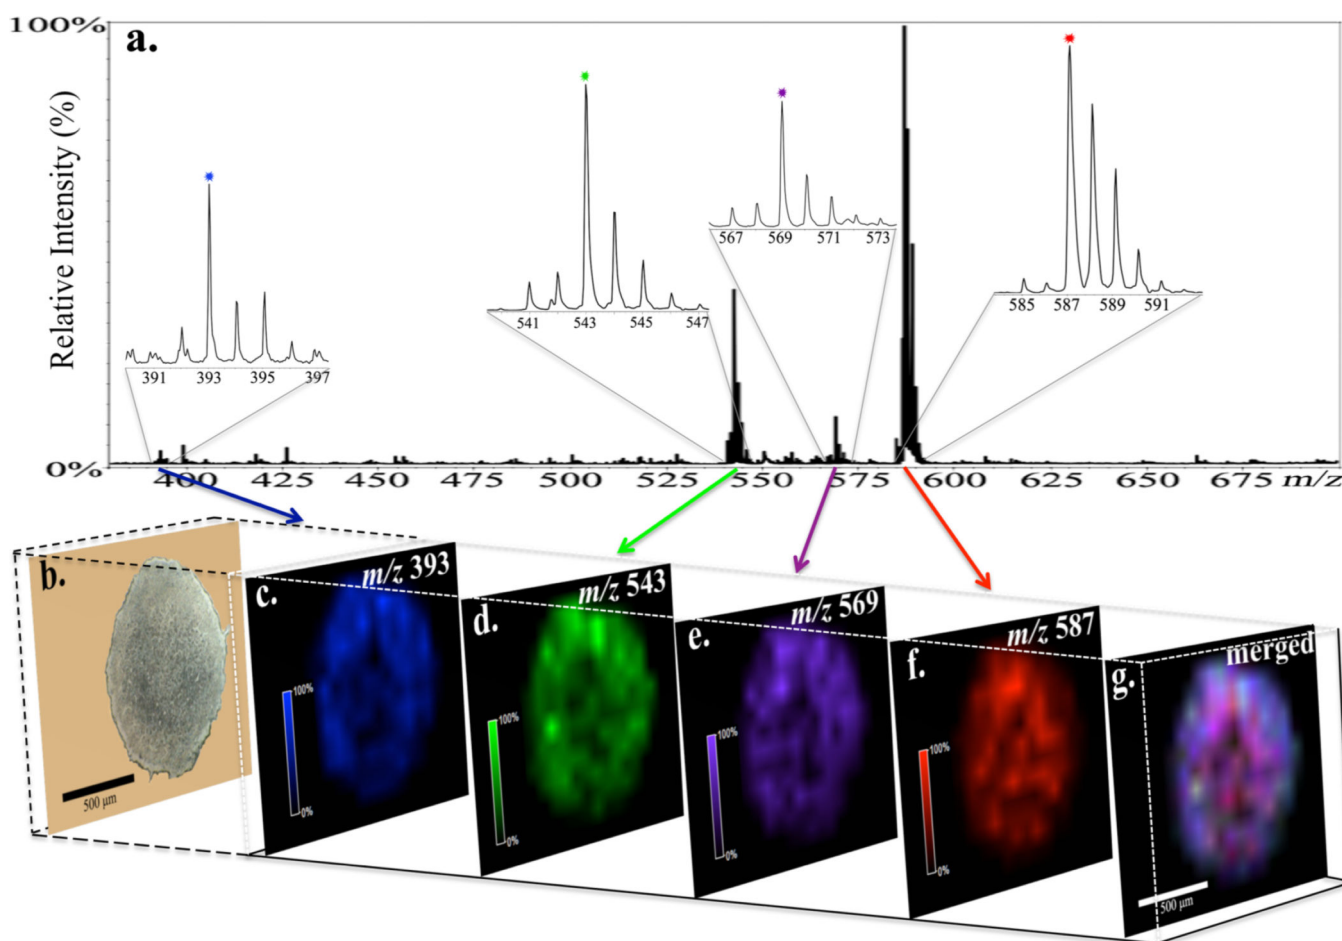 100%
a.
Relative Intensity (%)
391 393 395 397
541 543 545 547
567 569 571 573
585 587 589 591
0%
400 425 450 475 500 525 550 575 600 625 650 675 m/z
b.
500 µm
c.
m/z 393
100%
0%
d.
m/z 543
100%
0%
e.
m/z 569
100%
0%
f.
m/z 587
100%
0%
g.
merged
500 µm